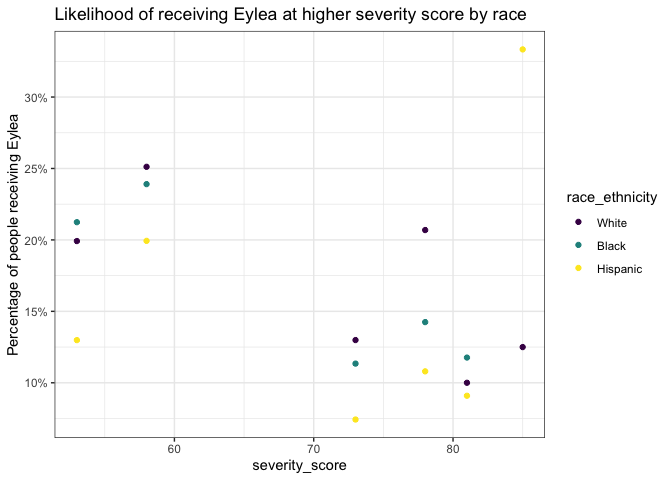 Likelihood of receiving Eylea at higher severity score by race
Percentage of people receiving Eylea
30%
25%
20%
15%
10%
60
70
80
severity_score
race_ethnicity
White
Black
Hispanic